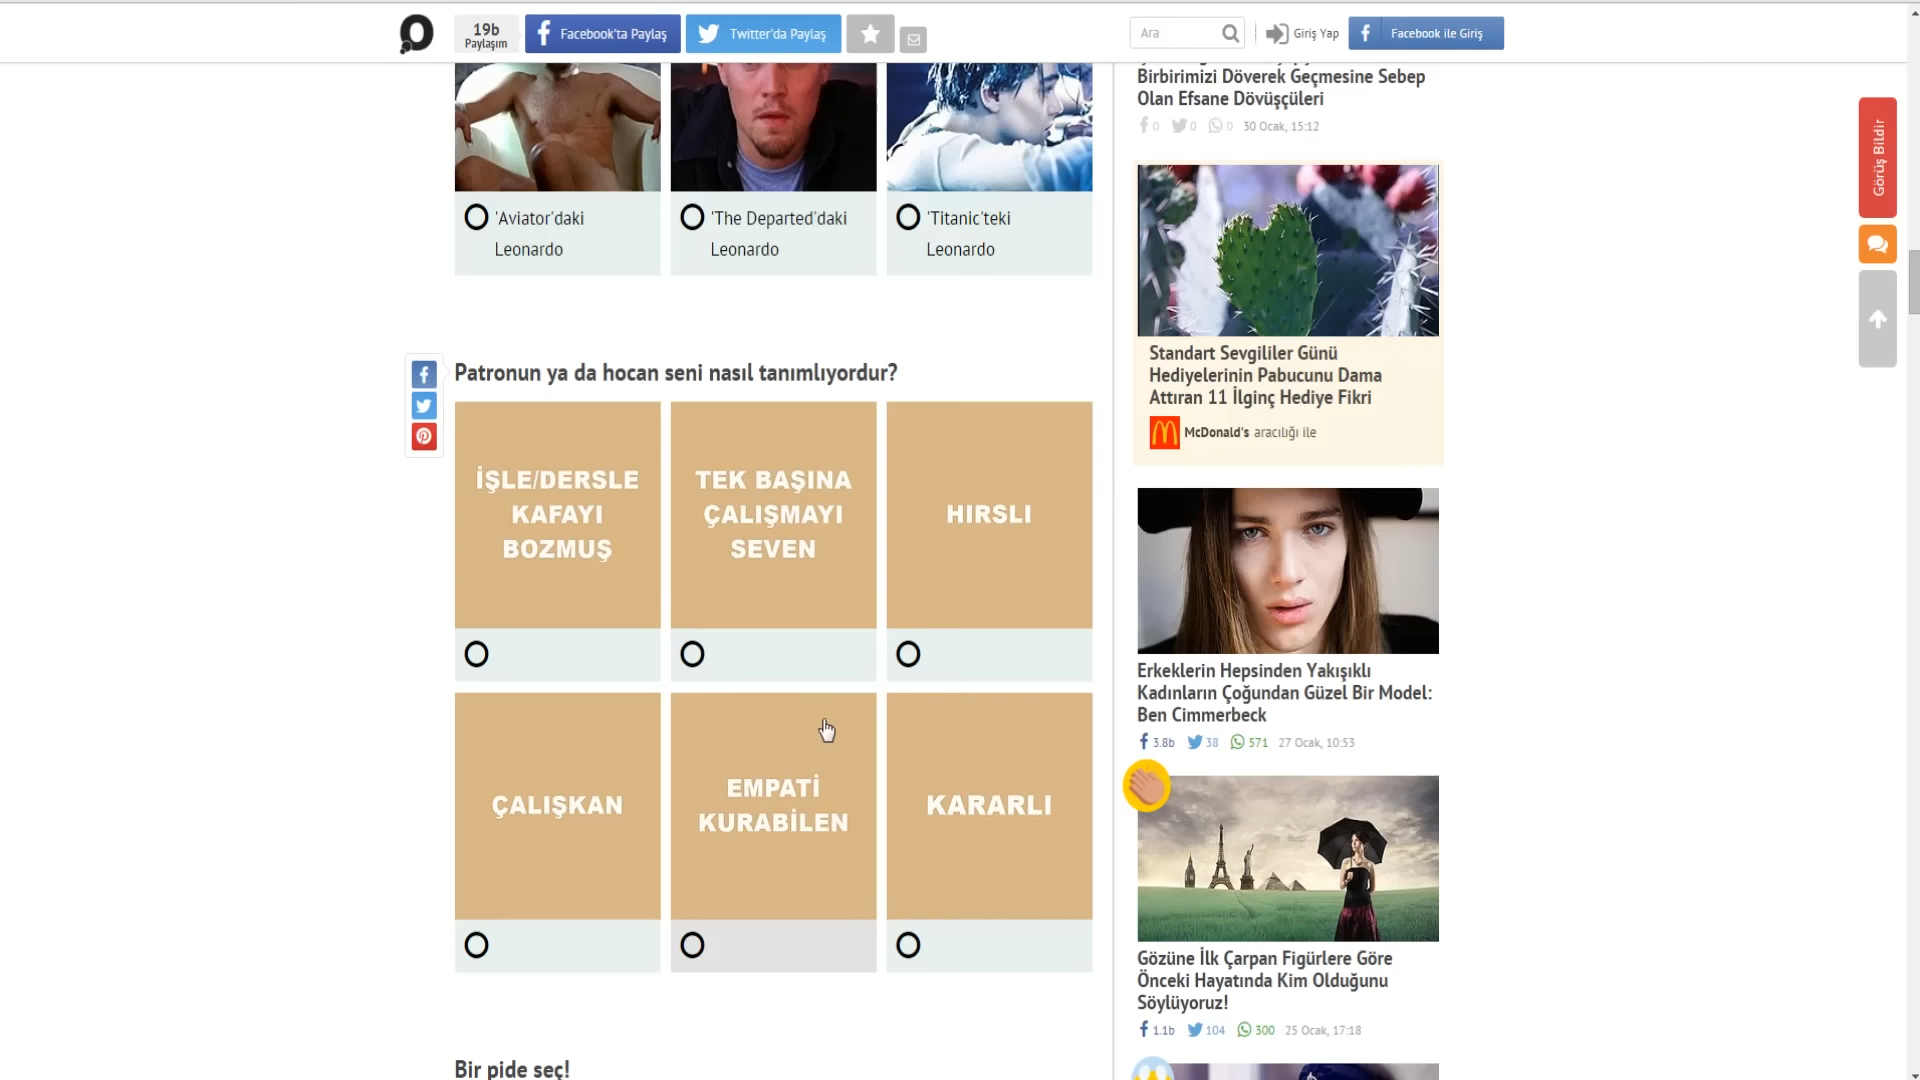 19b
Paylaşım
Facebook'ta Paylaş
Twitter'da Paylaş
Ara
Giriş Yap
Facebook ile Giriş
Birbirimizi Döverek Geçmesine Sebep
Olan Efsane Dövüşçüleri
0
0
0
30 Ocak, 15:12
Görüş Bildir
'Aviator'daki
Leonardo
'The Departed'daki
Leonardo
'Titanic'teki
Leonardo
Standart Sevgililer Günü
Hediyelerinin Pabucunu Dama
Attıran 11 İlginç Hediye Fikri
McDonald's aracılığı ile
Patronun ya da hocan seni nasıl tanımlıyordur?
İŞLE/DERSLE
KAFAYI
BOZMUŞ
TEK BAŞINA
ÇALIŞMAYI
SEVEN
HIRSLI
ÇALIŞKAN
EMPATİ
KURABİLEN
KARARLI
Erkeklerin Hepsinden Yakışıklı
Kadınların Çoğundan Güzel Bir Model:
Ben Cimmerbeck
3.8b
38
571
27 Ocak, 10:53
Gözüne İlk Çarpan Figürlere Göre
Önceki Hayatında Kim Olduğunu
Söylüyoruz!
1.1b
104
300
25 Ocak, 17:18
Bir pide seç!